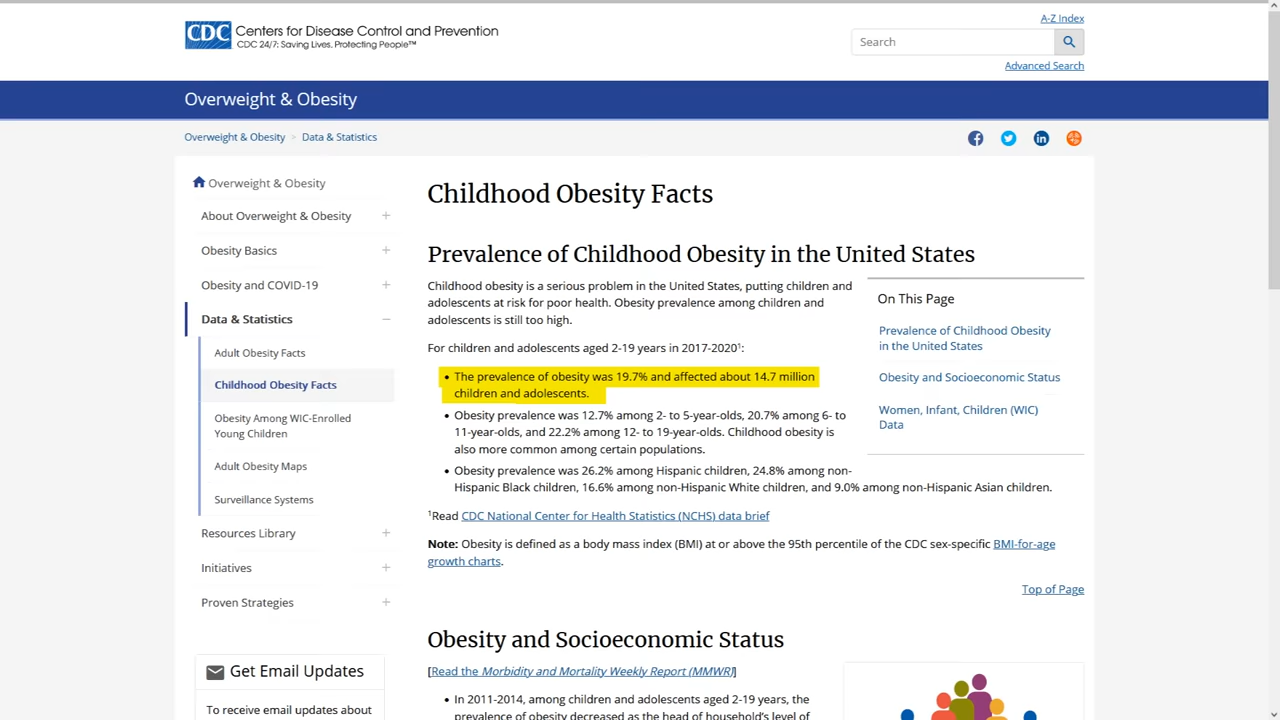 A-Z Index
CDC Centers for Disease Control and Prevention
CDC 24/7: Saving Lives, Protecting People™
Search
Advanced Search
Overweight & Obesity
Overweight & Obesity > Data & Statistics
Overweight & Obesity
About Overweight & Obesity +
Obesity Basics +
Obesity and COVID-19 +
Data & Statistics −
Adult Obesity Facts
Childhood Obesity Facts
Obesity Among WIC-Enrolled
Young Children
Adult Obesity Maps
Surveillance Systems
Resources Library +
Initiatives +
Proven Strategies +
Get Email Updates
To receive email updates about
Childhood Obesity Facts
Prevalence of Childhood Obesity in the United States
Childhood obesity is a serious problem in the United States, putting children and
adolescents at risk for poor health. Obesity prevalence among children and
adolescents is still too high.
For children and adolescents aged 2-19 years in 2017-2020¹:
• The prevalence of obesity was 19.7% and affected about 14.7 million
children and adolescents.
• Obesity prevalence was 12.7% among 2- to 5-year-olds, 20.7% among 6- to
11-year-olds, and 22.2% among 12- to 19-year-olds. Childhood obesity is
also more common among certain populations.
• Obesity prevalence was 26.2% among Hispanic children, 24.8% among non-
Hispanic Black children, 16.6% among non-Hispanic White children, and 9.0% among non-Hispanic Asian children.
¹Read CDC National Center for Health Statistics (NCHS) data brief
Note: Obesity is defined as a body mass index (BMI) at or above the 95th percentile of the CDC sex-specific BMI-for-age
growth charts.
Top of Page
On This Page
Prevalence of Childhood Obesity
in the United States
Obesity and Socioeconomic Status
Women, Infant, Children (WIC)
Data
Obesity and Socioeconomic Status
[Read the Morbidity and Mortality Weekly Report (MMWR)]
• In 2011-2014, among children and adolescents aged 2-19 years, the
prevalence of obesity decreased as the head of household's level of